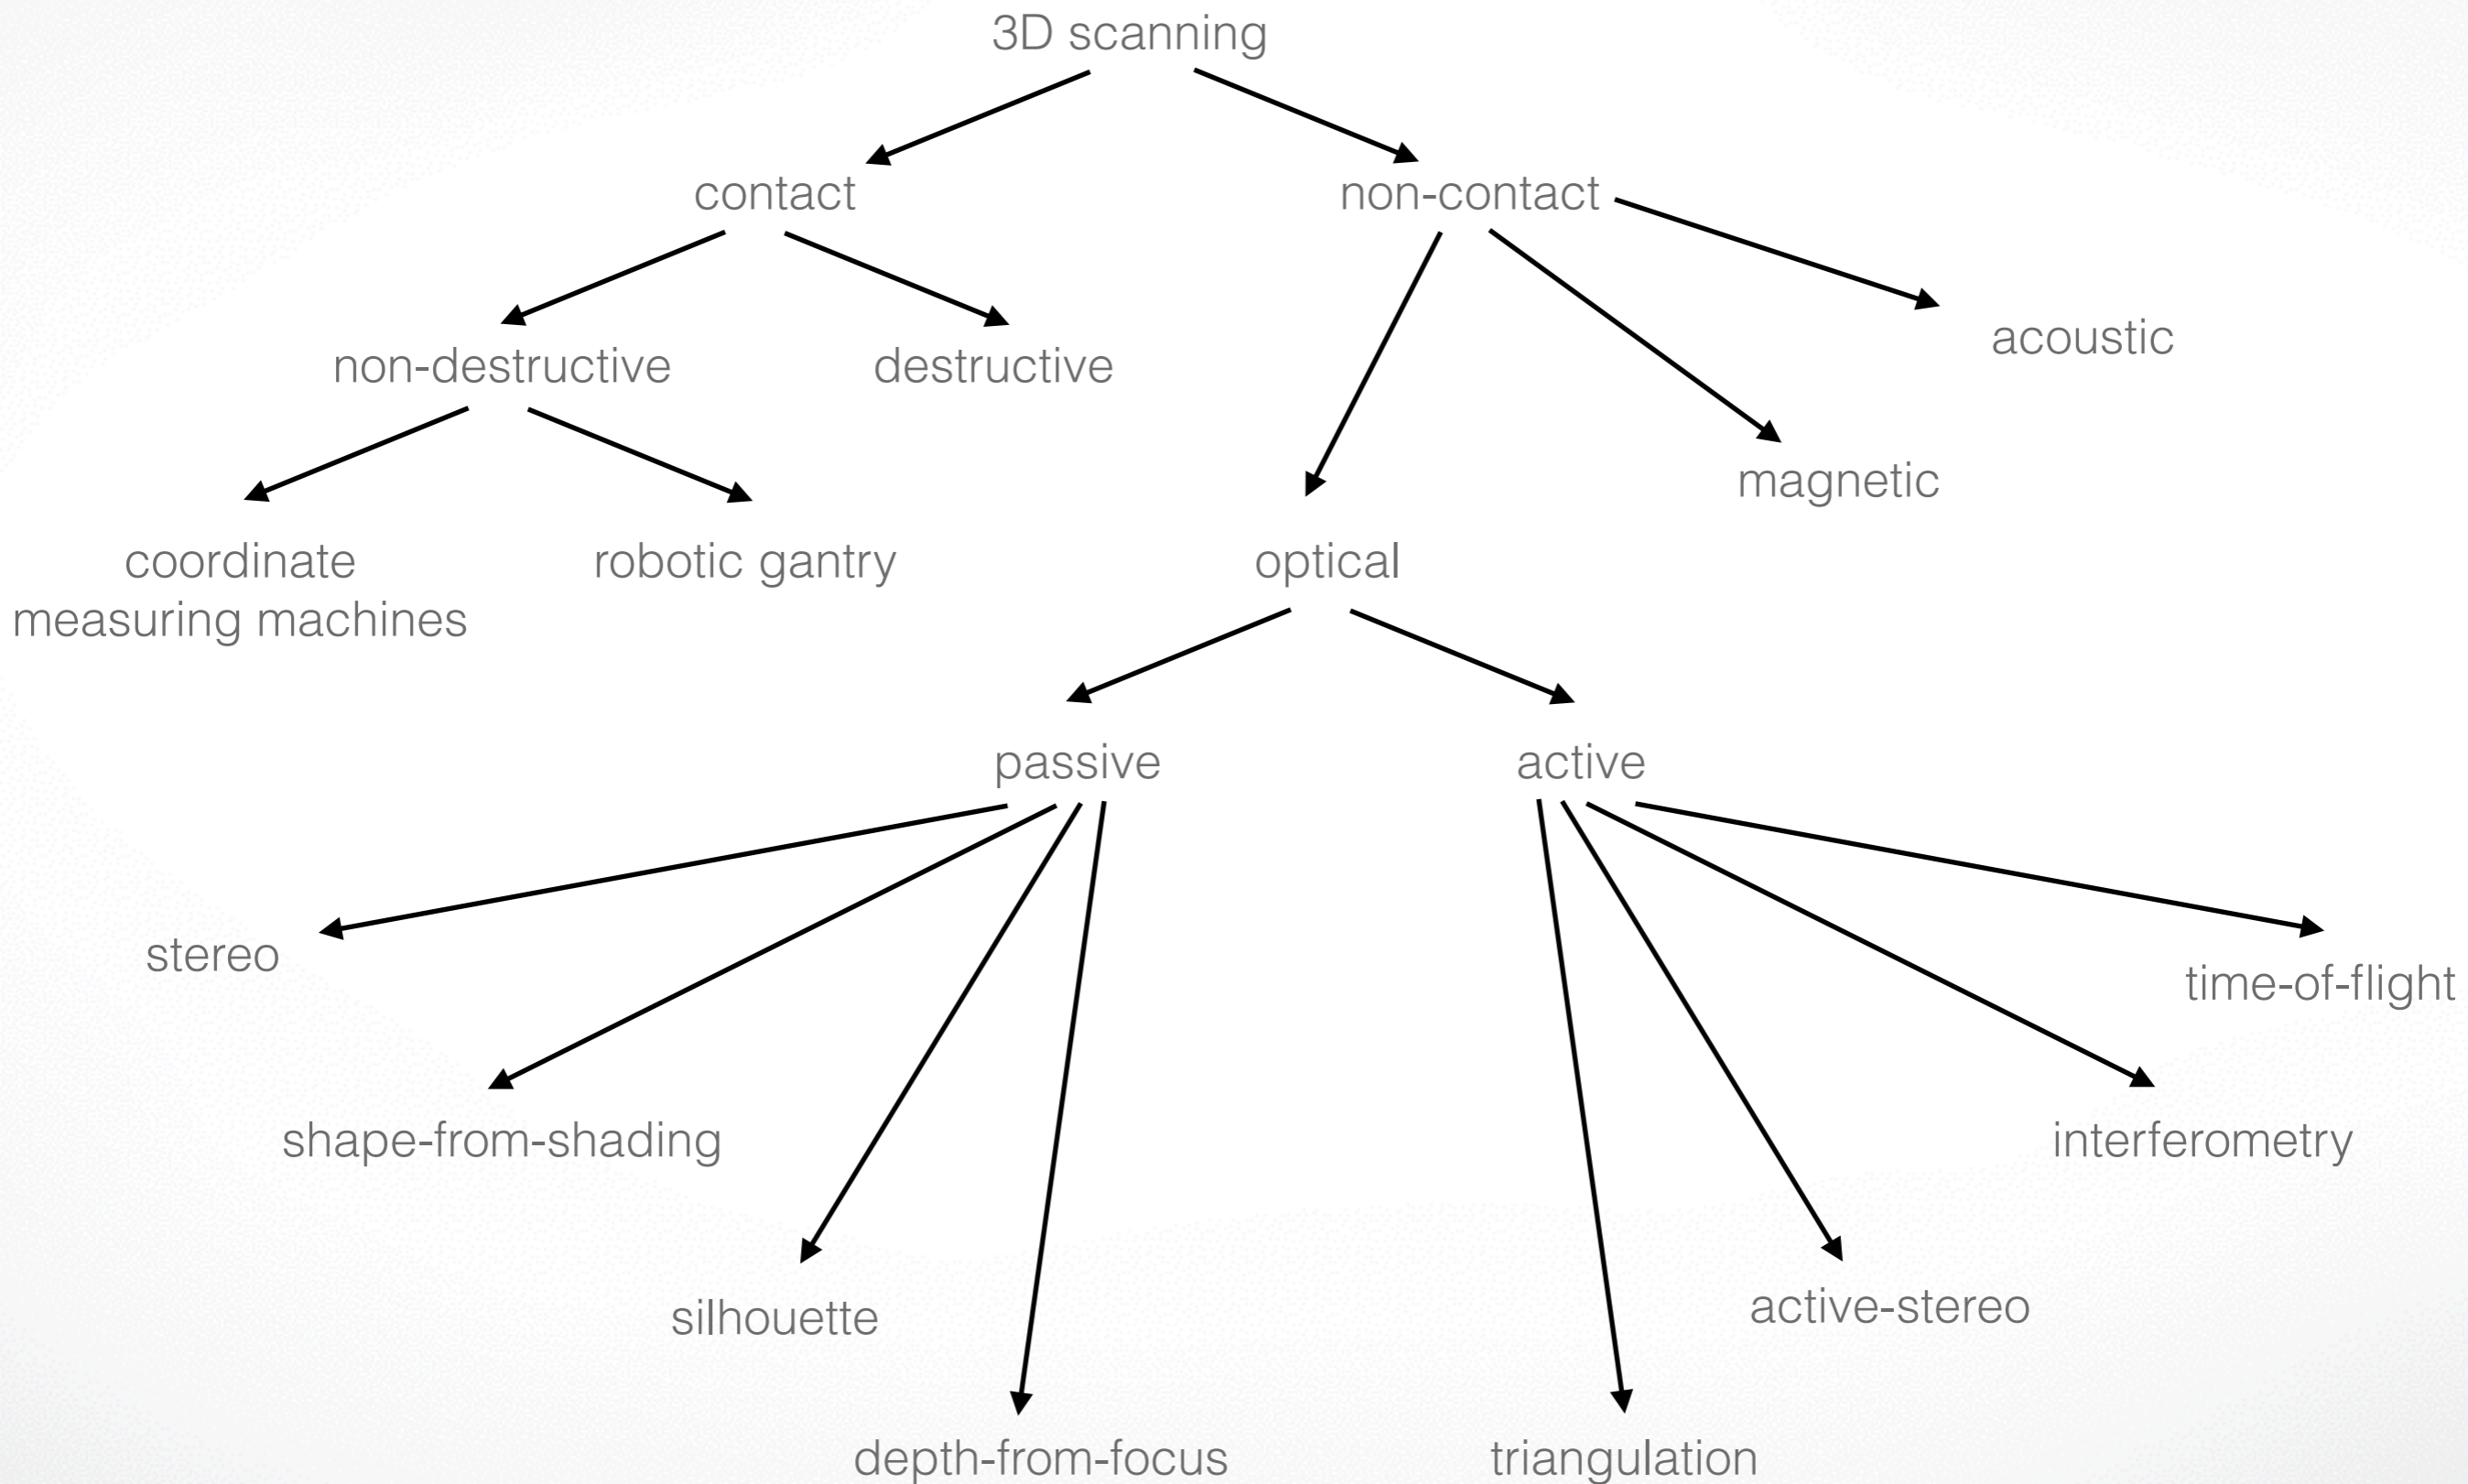 3D scanning
contact
non-contact
non-destructive
destructive
acoustic
magnetic
coordinate
measuring machines
robotic gantry
optical
passive
active
stereo
time-of-flight
shape-from-shading
interferometry
silhouette
active-stereo
depth-from-focus
triangulation